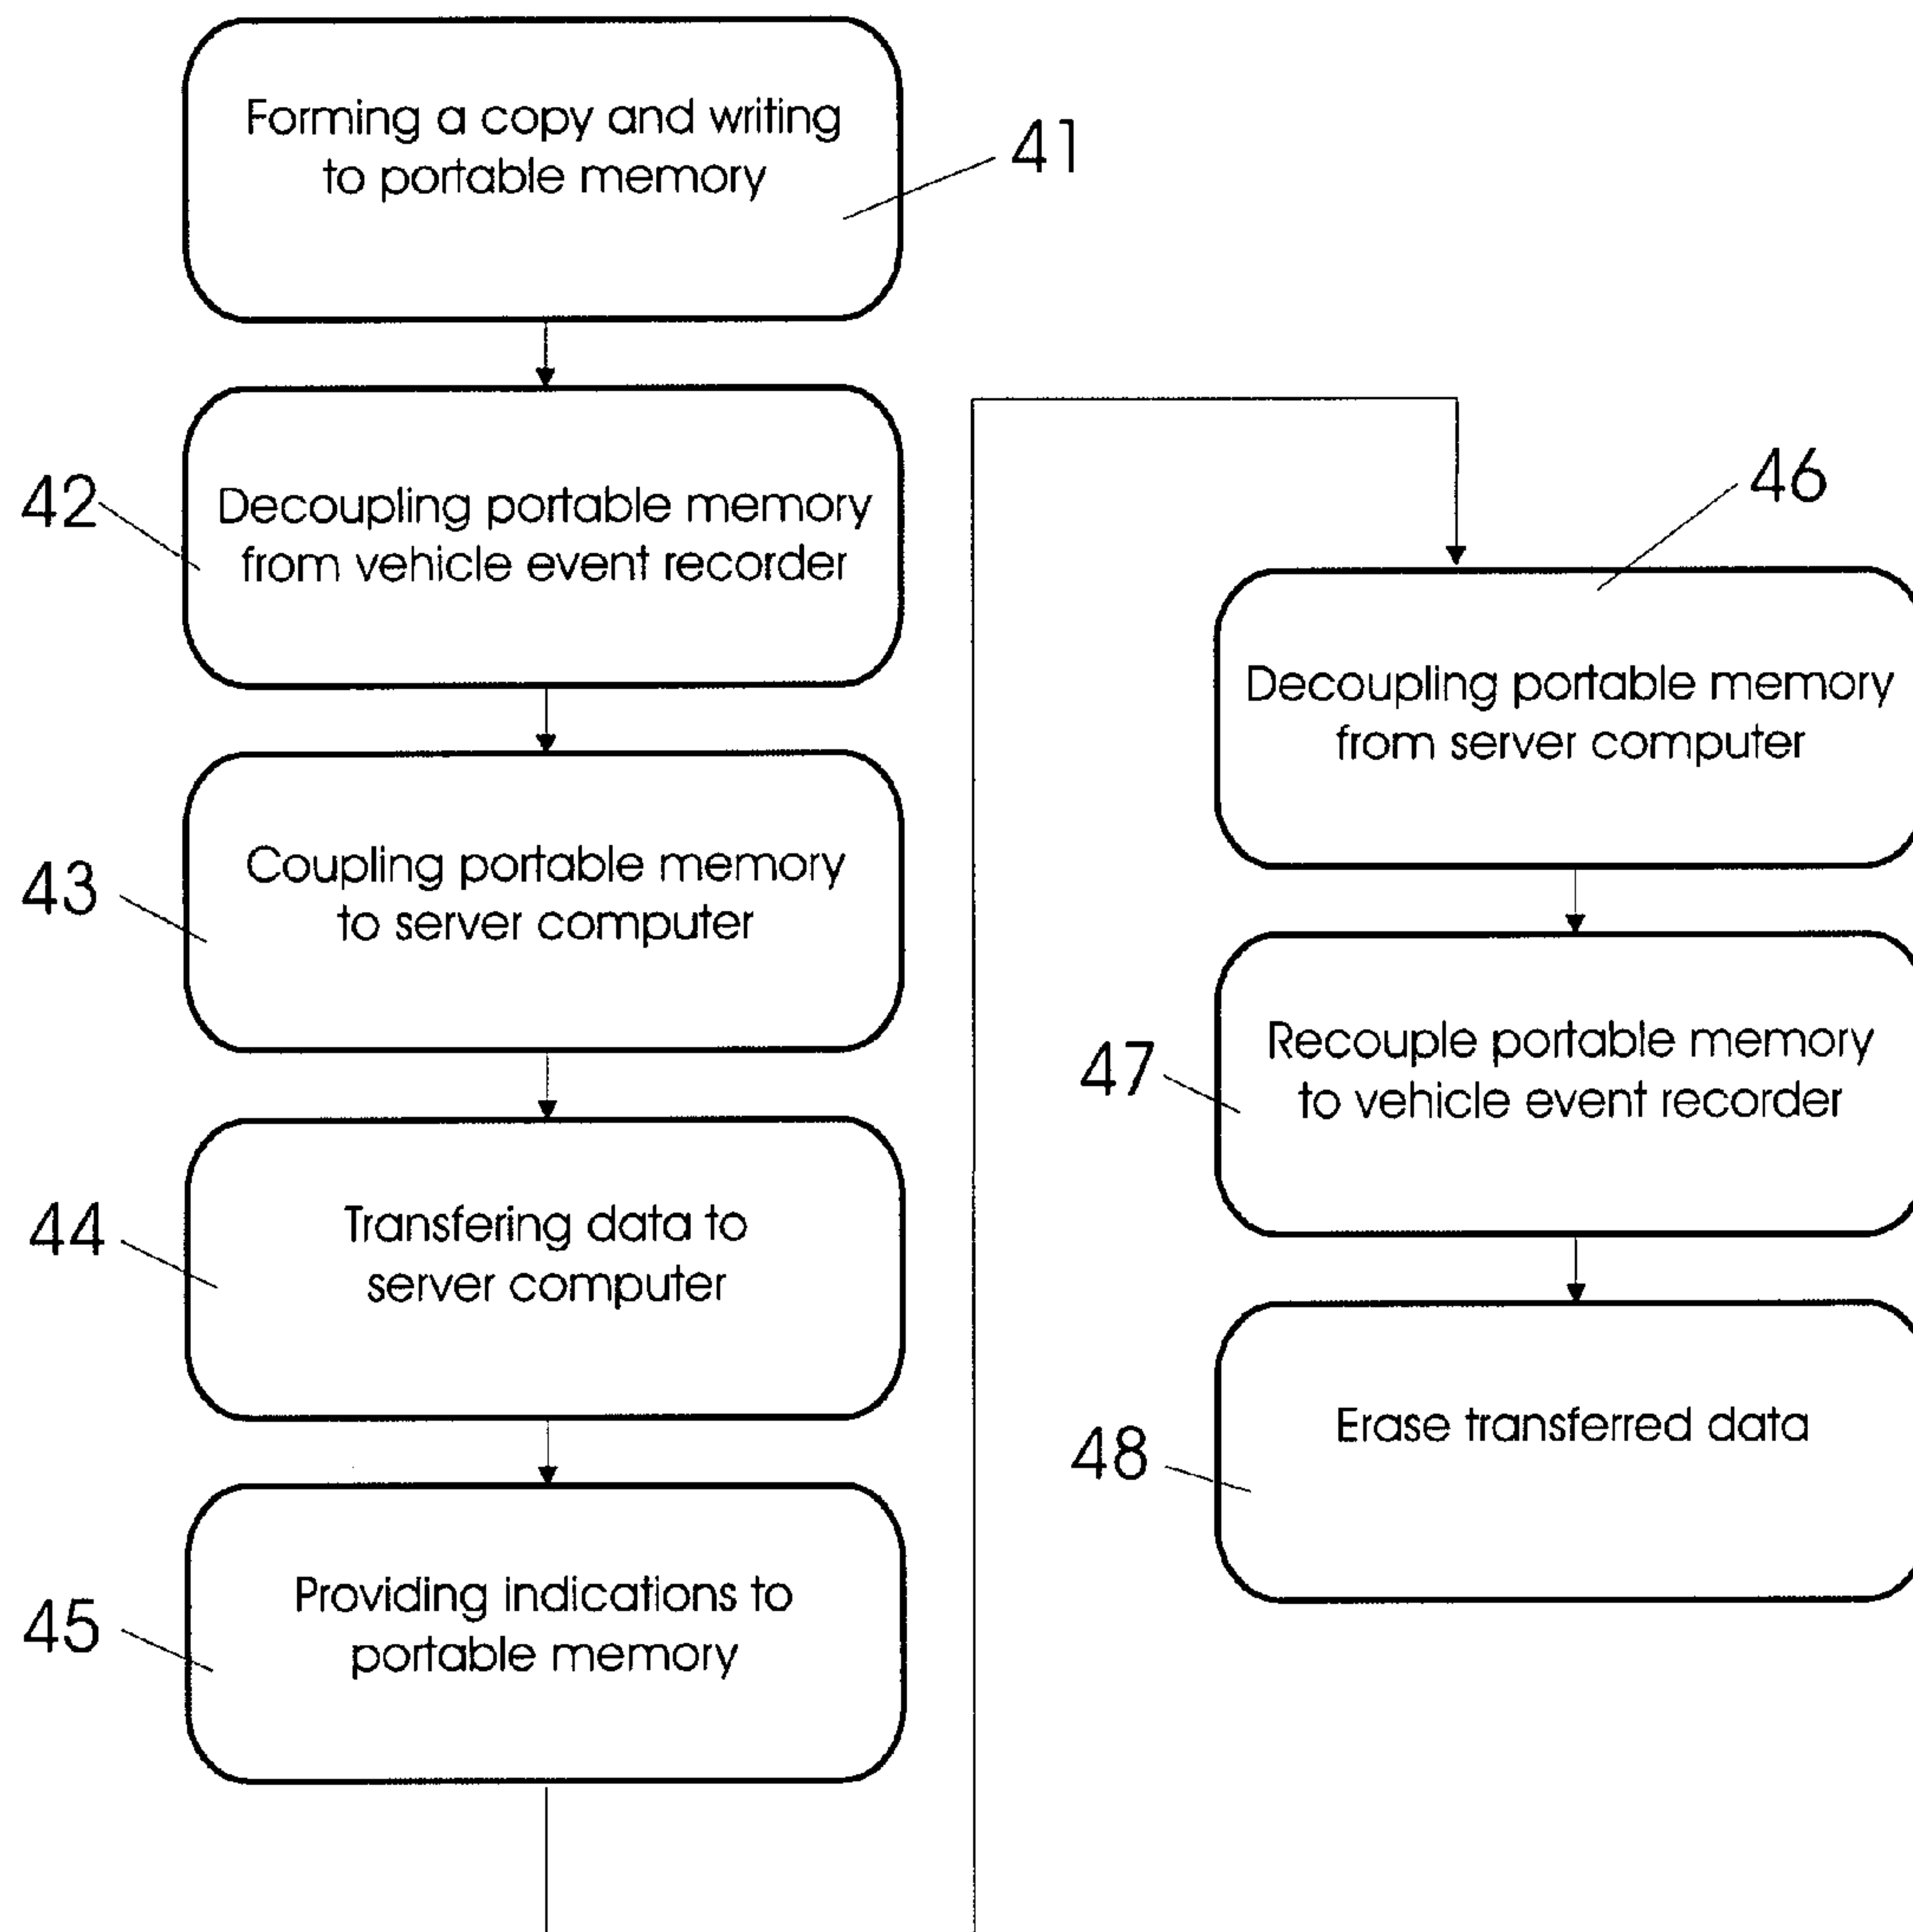 Forming a copy and writing
to portable memory
41
42
Decoupling portable memory
from vehicle event recorder
43
Coupling portable memory
to server computer
44
Transfering data to
server computer
45
Providing indications to
portable memory
46
Decoupling portable memory
from server computer
47
Recouple portable memory
to vehicle event recorder
48
Erase transferred data